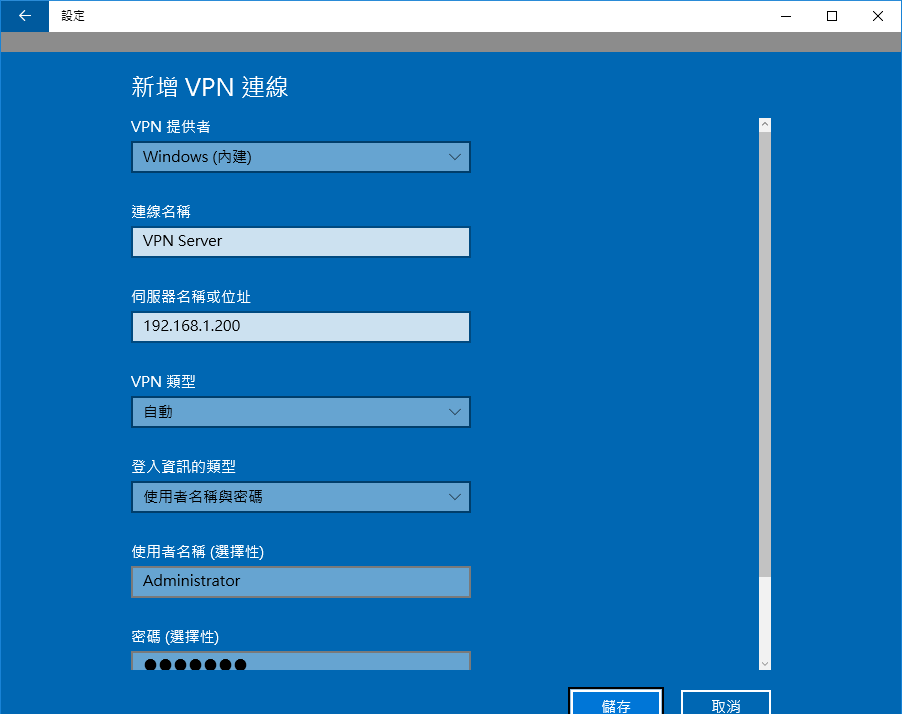 設定
新增 VPN 連線
VPN 提供者
Windows (內建)
連線名稱
VPN Server
伺服器名稱或位址
192.168.1.200
VPN 類型
自動
登入資訊的類型
使用者名稱與密碼
使用者名稱 (選擇性)
Administrator
密碼 (選擇性)
●●●●●●●
儲存
取消